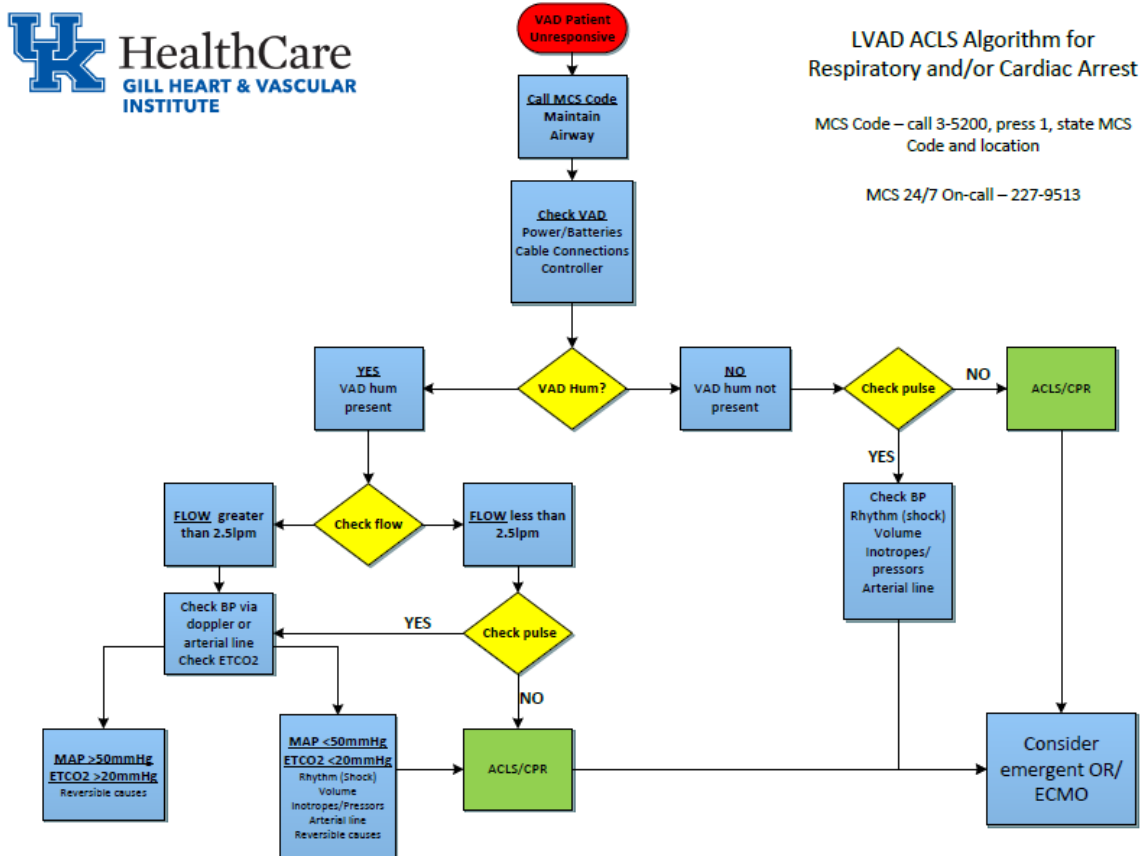 UK
HealthCare
GILL HEART & VASCULAR
INSTITUTE
VAD Patient
Unresponsive
LVAD ACLS Algorithm for
Respiratory and/or Cardiac Arrest
MCS Code – call 3-5200, press 1, state MCS
Code and location
MCS 24/7 On-call – 227-9513
Call MCS Code
Maintain
Airway
Check VAD
Power/Batteries
Cable Connections
Controller
YES
VAD hum
present
VAD Hum?
NO
VAD hum not
present
Check pulse
NO
ACLS/CPR
YES
FLOW greater
than 2.5lpm
Check flow
FLOW less than
2.5lpm
Check BP
Rhythm (shock)
Volume
Inotropes/
pressors
Arterial line
Check BP via
doppler or
arterial line
Check ETCO2
YES
Check pulse
NO
MAP >50mmHg
ETCO2 >20mmHg
Reversible causes
MAP <50mmHg
ETCO2 <20mmHg
Rhythm (Shock)
Volume
Inotropes/Pressors
Arterial line
Reversible causes
ACLS/CPR
Consider
emergent OR/
ECMO